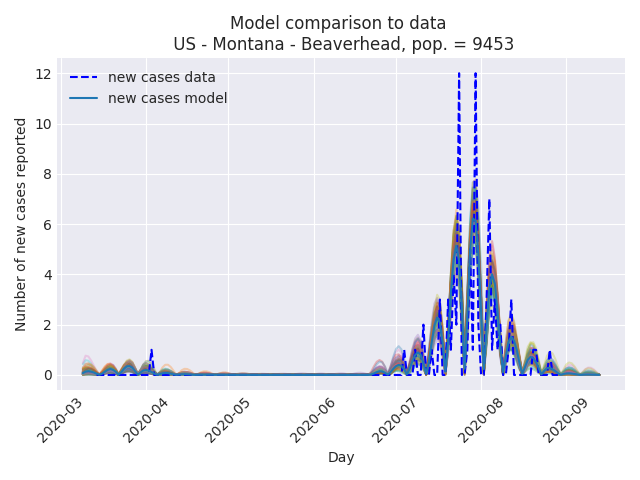 Model comparison to data
US - Montana - Beaverhead, pop. = 9453
new cases data
new cases model
Number of new cases reported
12
10
8
6
4
2
0
2020-03
2020-04
2020-05
2020-06
2020-07
2020-08
2020-09
Day